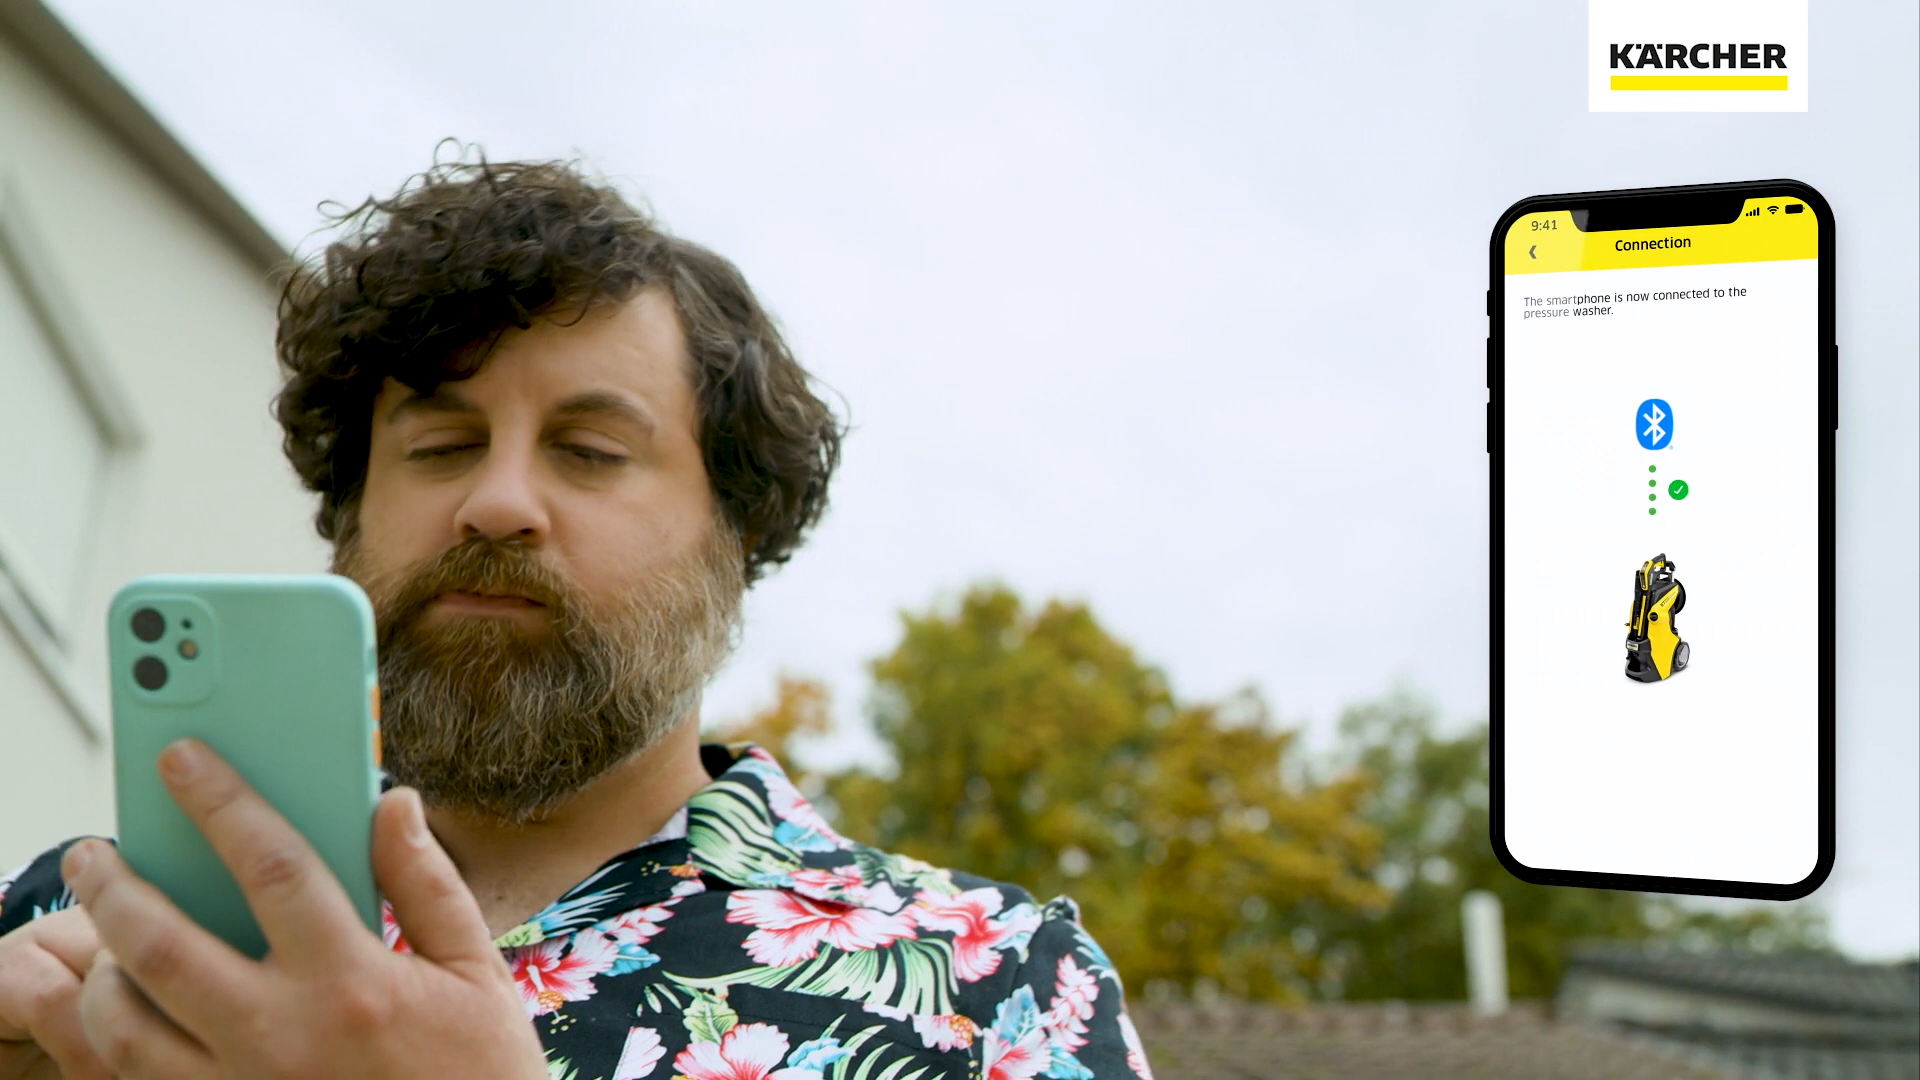 KÄRCHER
9:41
Connection
The smartphone is now connected to the
pressure washer.